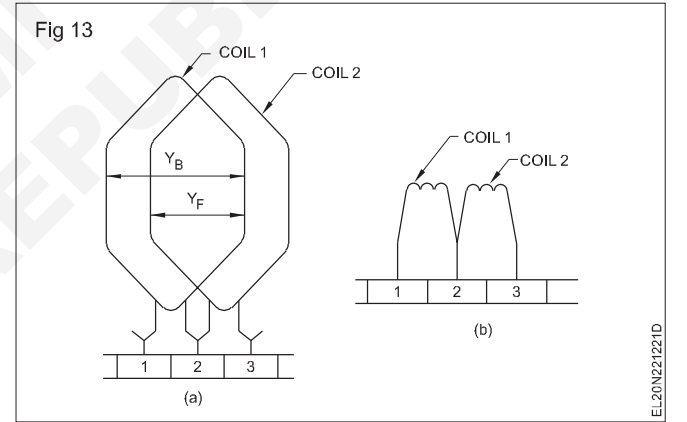 Fig 13
COIL 1
COIL 2
Y_B
Y_F
1 2 3
(a)
COIL 1
COIL 2
1 2 3
(b)
EL20N221221D